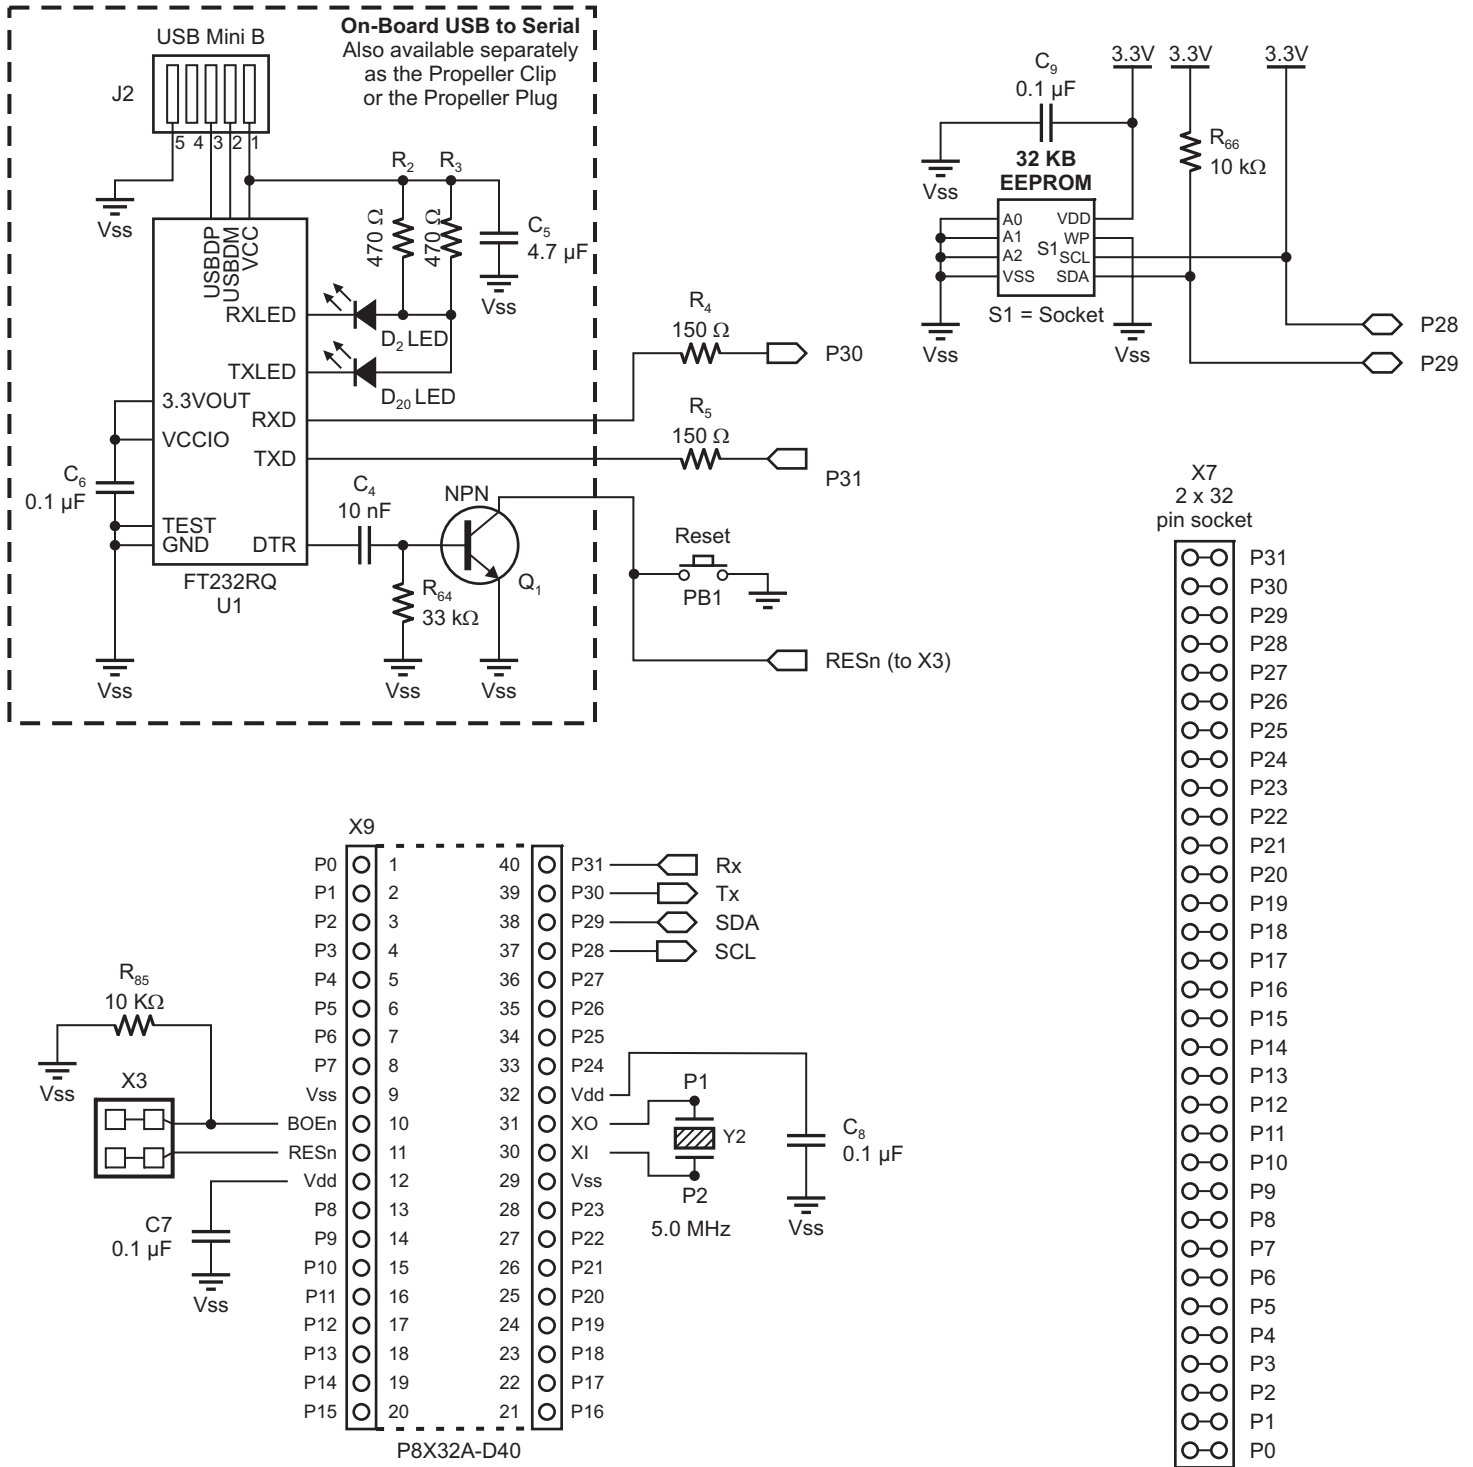 On-Board USB to Serial
Also available separately
as the Propeller Clip
or the Propeller Plug
USB Mini B
J2
5 4 3 2 1
Vss
USBDP
USBDM
VCC
R2
470 Ω
R3
470 Ω
C5
4.7 µF
Vss
RXLED
D2 LED
TXLED
D20 LED
3.3VOUT
VCCIO
RXD
TXD
C6
0.1 µF
TEST
GND
DTR
FT232RQ
U1
Vss
C4
10 nF
NPN
Q1
R64
33 kΩ
Vss
Vss
R4
150 Ω
P30
R5
150 Ω
P31
Reset
PB1
RESn (to X3)
C9
0.1 µF
3.3V
3.3V
3.3V
Vss
32 KB
EEPROM
R66
10 kΩ
A0
A1
A2
VSS
S1
VDD
WP
SCL
SDA
S1 = Socket
Vss
Vss
P28
P29
X7
2 x 32
pin socket
P31
P30
P29
P28
P27
P26
P25
P24
P23
P22
P21
P20
P19
P18
P17
P16
P15
P14
P13
P12
P11
P10
P9
P8
P7
P6
P5
P4
P3
P2
P1
P0
X9
P0 1 40 P31 Rx
P1 2 39 P30 Tx
P2 3 38 P29 SDA
P3 4 37 P28 SCL
P4 5 36 P27
P5 6 35 P26
P6 7 34 P25
P7 8 33 P24
Vss 9 32 Vdd
BOEn 10 31 XO
RESn 11 30 XI
Vdd 12 29 Vss
P8 13 28 P23
P9 14 27 P22
P10 15 26 P21
P11 16 25 P20
P12 17 24 P19
P13 18 23 P18
P14 19 22 P17
P15 20 21 P16
P8X32A-D40
R85
10 KΩ
Vss
X3
C7
0.1 µF
Vss
P1
Y2
P2
5.0 MHz
C8
0.1 µF
Vss